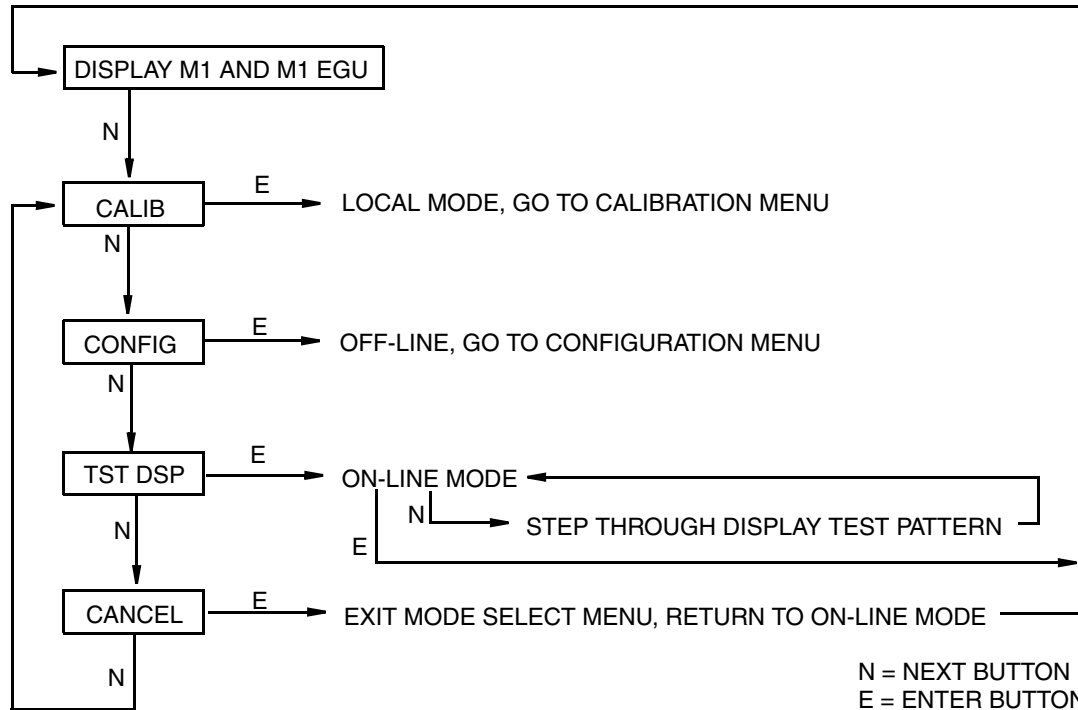 DISPLAY M1 AND M1 EGU
N
CALIB
E
LOCAL MODE, GO TO CALIBRATION MENU
N
CONFIG
E
OFF-LINE, GO TO CONFIGURATION MENU
N
TST DSP
E
ON-LINE MODE
N
STEP THROUGH DISPLAY TEST PATTERN
E
N
CANCEL
E
EXIT MODE SELECT MENU, RETURN TO ON-LINE MODE
N
N = NEXT BUTTON
E = ENTER BUTTON